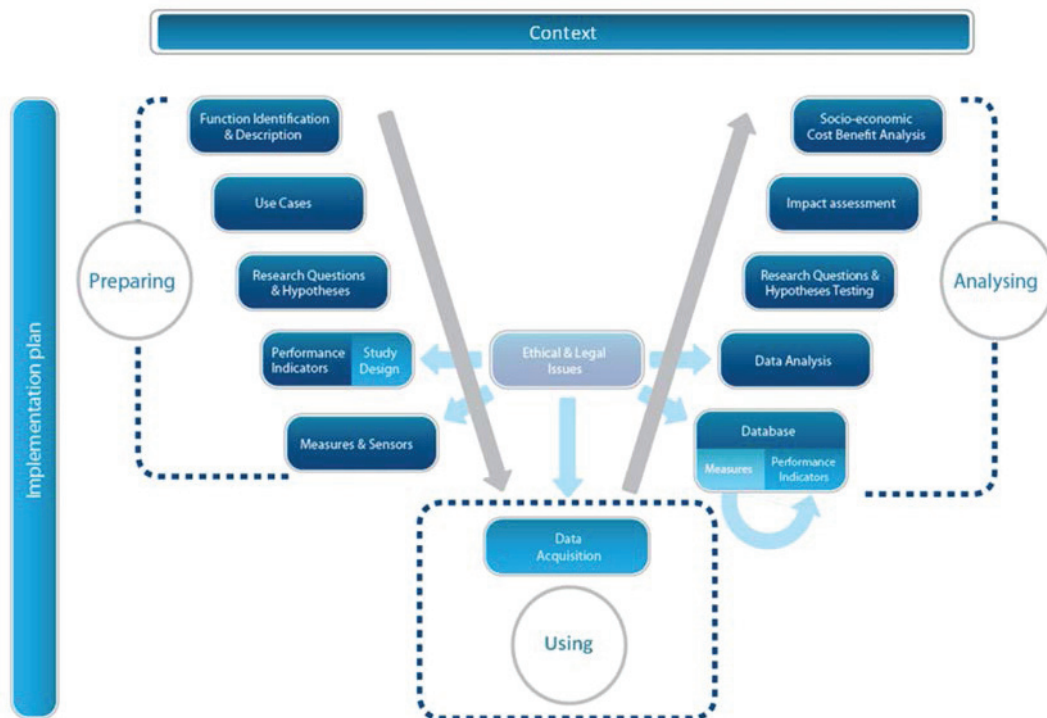 Context
Implementation plan
Preparing
Function Identification
& Description
Use Cases
Research Questions
& Hypotheses
Performance
Indicators
Study
Design
Measures & Sensors
Ethical & Legal
Issues
Data
Acquisition
Using
Socio-economic
Cost Benefit Analysis
Impact assessment
Research Questions &
Hypotheses Testing
Data Analysis
Database
Measures
Performance
Indicators
Analysing